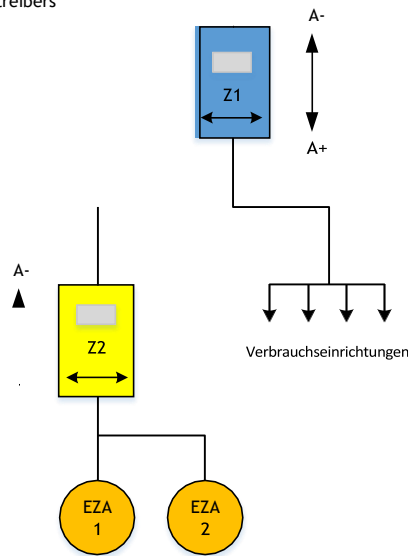 A-
Z1
A+
A-
Z2
Verbrauchseinrichtungen
EZA
1
EZA
2